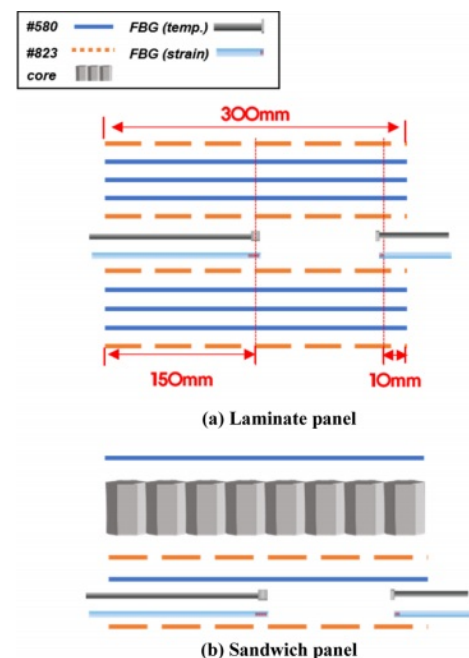 #580 FBG (temp.)
#823 FBG (strain)
core
300mm
150mm 10mm
(a) Laminate panel
(b) Sandwich panel